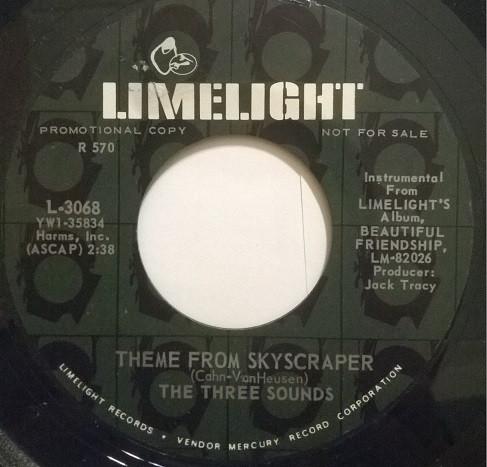 LIMELIGHT
PROMOTIONAL COPY
NOT FOR SALE
R 570
L-3068
YW1-35834
Harms, Inc.
(ASCAP) 2:38
Instrumental
From
LIMELIGHT'S
Album,
BEAUTIFUL
FRIENDSHIP,
LM-82026
Producer:
Jack Tracy
THEME FROM SKYSCRAPER
(Cahn-VanHeusen)
THE THREE SOUNDS
LIMELIGHT RECORDS • VENDOR MERCURY RECORD CORPORATION